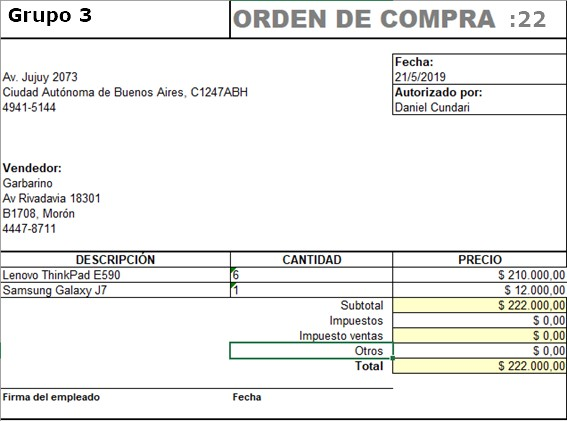 Grupo 3
ORDEN DE COMPRA :22
Fecha:
Av. Jujuy 2073 21/5/2019
Ciudad Autónoma de Buenos Aires, C1247ABH Autorizado por:
4941-5144 Daniel Cundari
Vendedor:
Garbarino
Av Rivadavia 18301
B1708, Morón
4447-8711
DESCRIPCIÓN CANTIDAD PRECIO
Lenovo ThinkPad E590 6 $ 210.000,00
Samsung Galaxy J7 1 $ 12.000,00
Subtotal $ 222.000,00
Impuestos $ 0,00
Impuesto ventas $ 0,00
Otros $ 0,00
Total $ 222.000,00
Firma del empleado Fecha